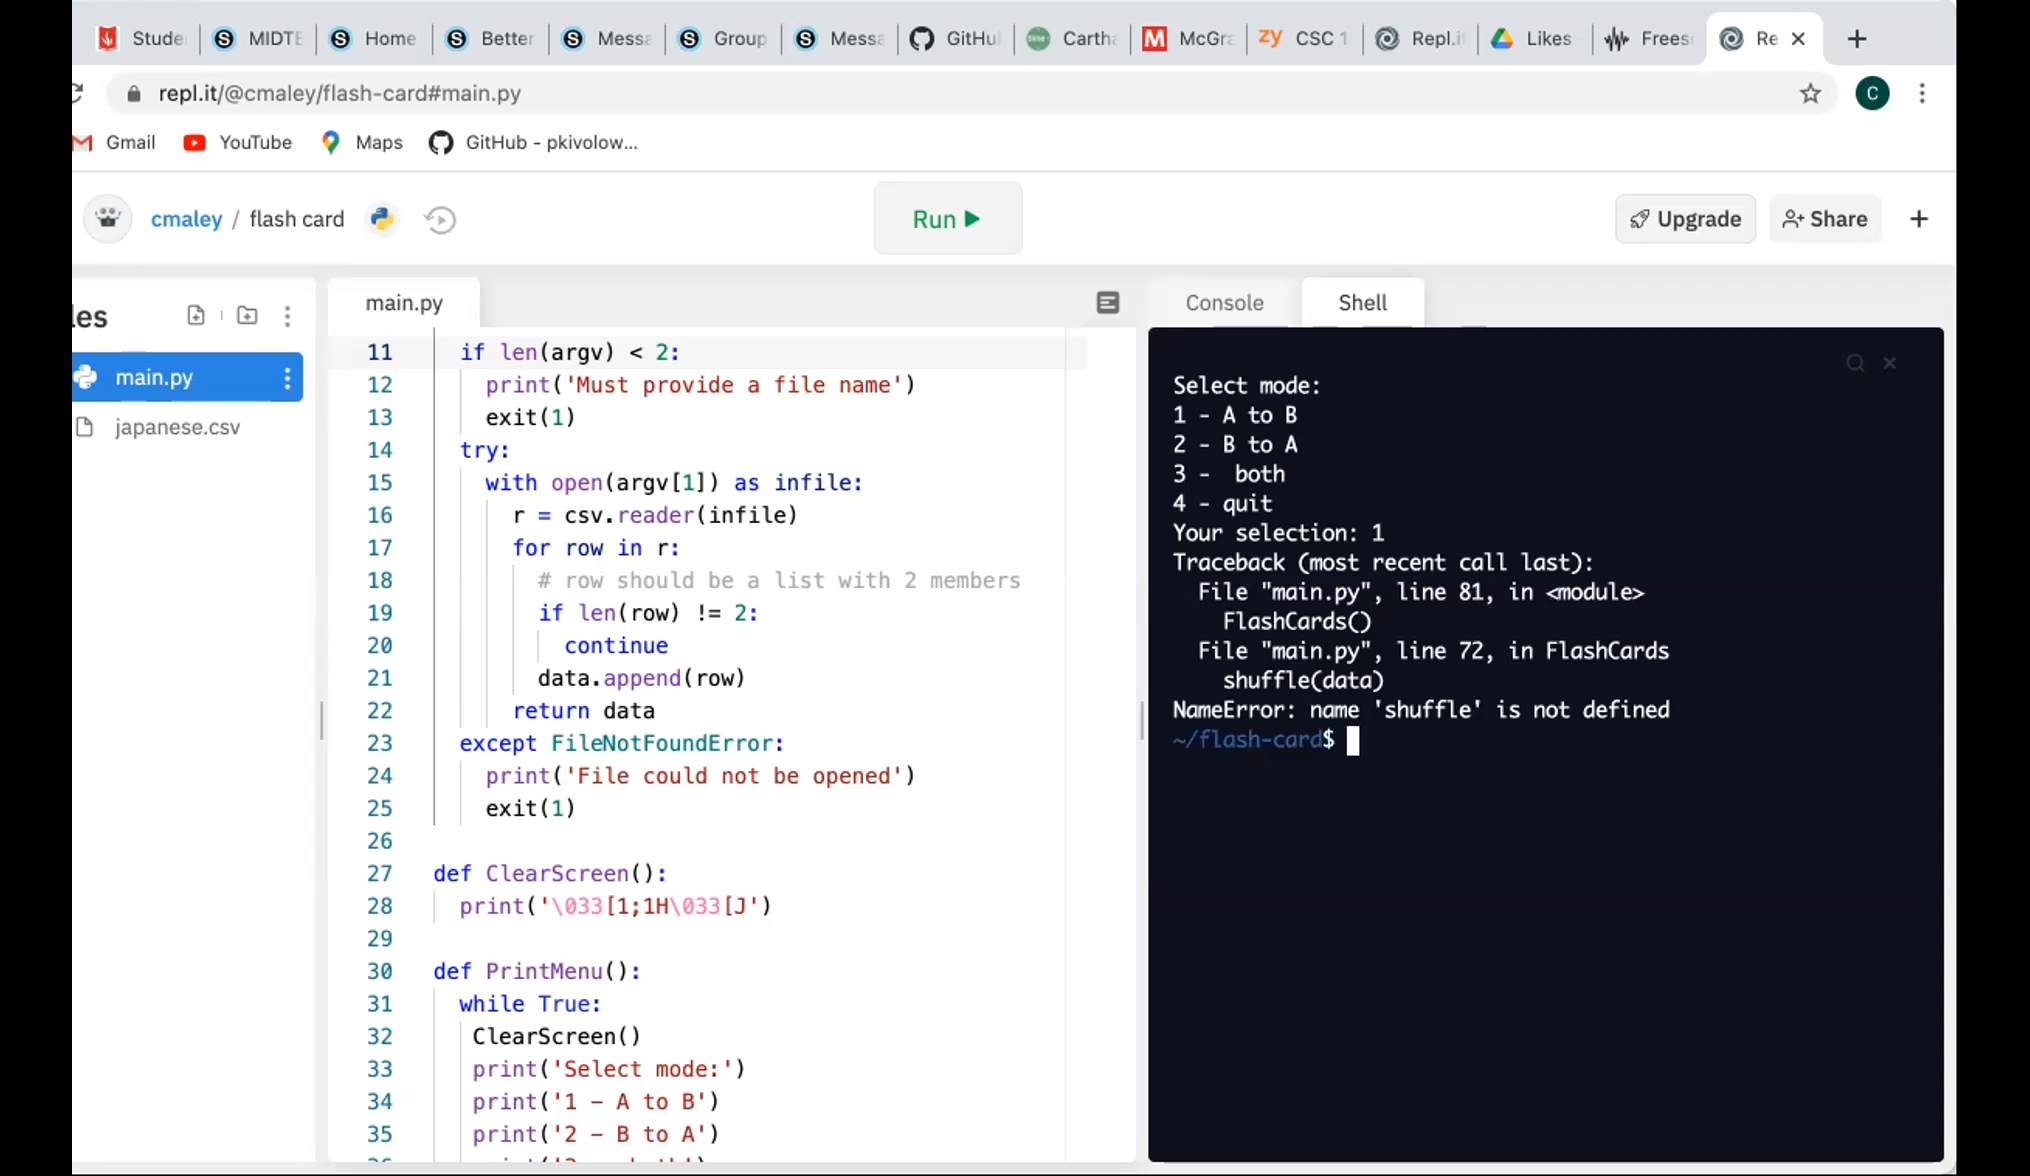 Stude
MIDTE
Home
Better
Messa
Group
Messa
GitHu
Cartha
McGra
zy CSC 1
Repl.i
Likes
Frees
Re
repl.it/@cmaley/flash-card#main.py
C
Gmail
YouTube
Maps
GitHub - pkivolow...
cmaley / flash card
Run
Upgrade
Share
les
main.py
japanese.csv
main.py
11 if len(argv) < 2:
12 print('Must provide a file name')
13 exit(1)
14 try:
15 with open(argv[1]) as infile:
16 r = csv.reader(infile)
17 for row in r:
18 # row should be a list with 2 members
19 if len(row) != 2:
20 continue
21 data.append(row)
22 return data
23 except FileNotFoundError:
24 print('File could not be opened')
25 exit(1)
26
27 def ClearScreen():
28 print('\033[1;1H\033[J')
29
30 def PrintMenu():
31 while True:
32 ClearScreen()
33 print('Select mode:')
34 print('1 - A to B')
35 print('2 - B to A')
Console
Shell
Select mode:
1 - A to B
2 - B to A
3 -  both
4 - quit
Your selection: 1
Traceback (most recent call last):
File "main.py", line 81, in <module>
FlashCards()
File "main.py", line 72, in FlashCards
shuffle(data)
NameError: name 'shuffle' is not defined
~/flash-card$